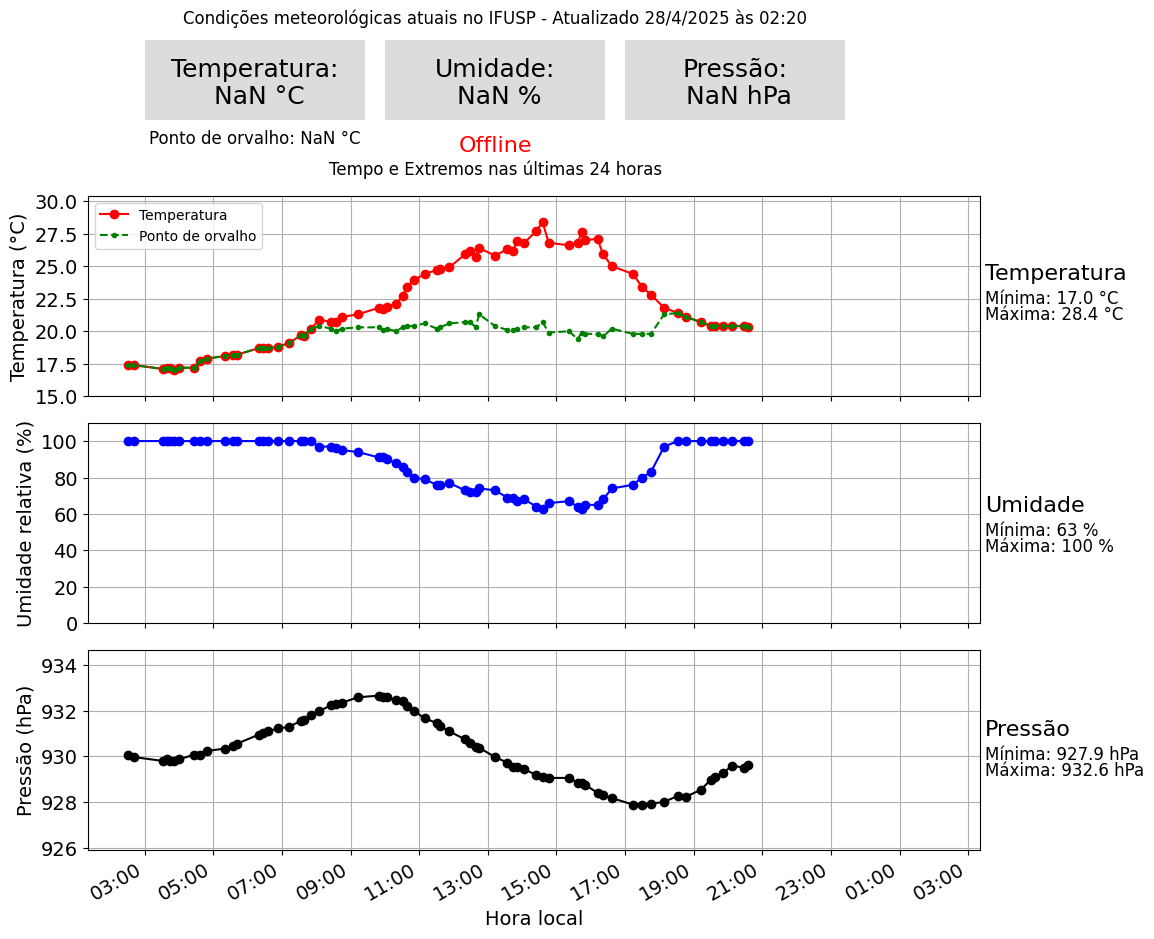 Condições meteorológicas atuais no IFUSP - Atualizado 28/4/2025 às 02:20
Temperatura:
NaN °C
Umidade:
NaN %
Pressão:
NaN hPa
Ponto de orvalho: NaN °C
Offline
Tempo e Extremos nas últimas 24 horas
Temperatura (°C)
30.0
27.5
25.0
22.5
20.0
17.5
15.0
Temperatura
Ponto de orvalho
Temperatura
Mínima: 17.0 °C
Máxima: 28.4 °C
Umidade relativa (%)
100
80
60
40
20
0
Umidade
Mínima: 63 %
Máxima: 100 %
Pressão (hPa)
934
932
930
928
926
Pressão
Mínima: 927.9 hPa
Máxima: 932.6 hPa
03:00 05:00 07:00 09:00 11:00 13:00 15:00 17:00 19:00 21:00 23:00 01:00 03:00
Hora local